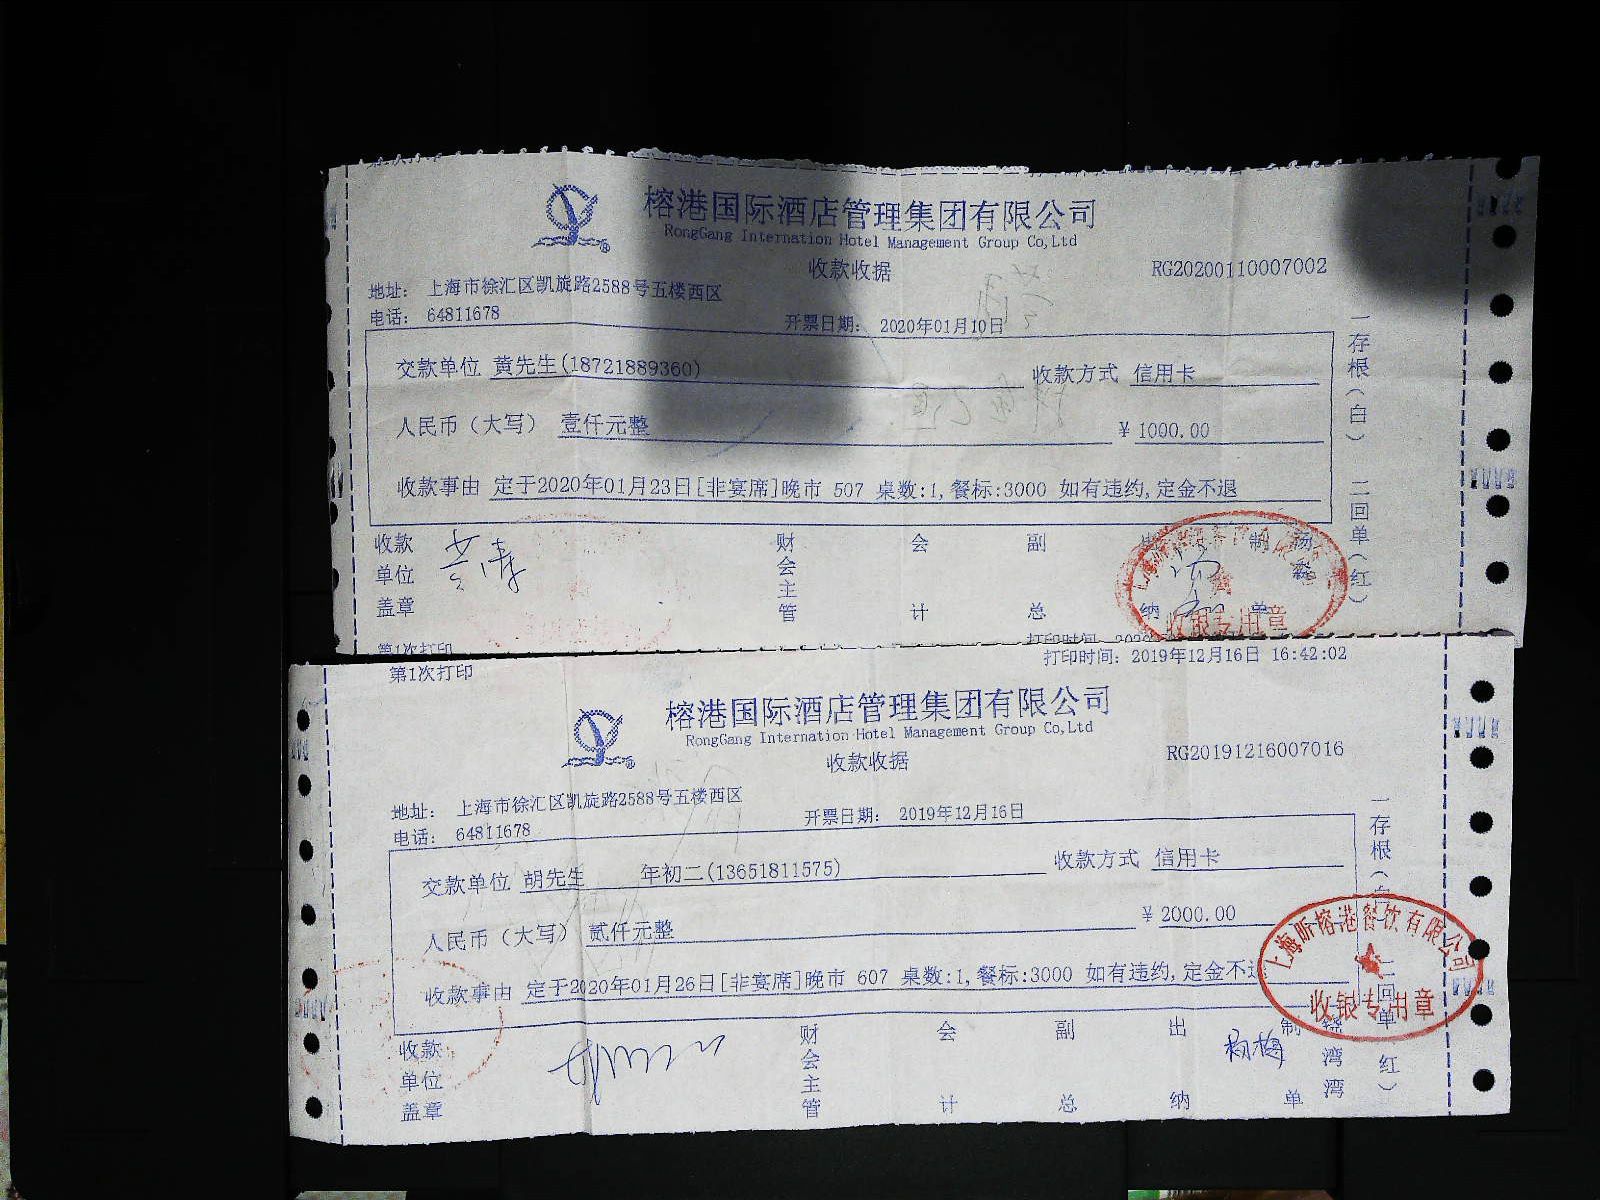 榕港国际酒店管理集团有限公司
RongGang Internation Hotel Management Group Co,Ltd
收款收据
RG20200110007002
地址： 上海市徐汇区凯旋路2588号五楼西区
电话： 64811678
开票日期： 2020年01月10日
交款单位 黄先生(18721889360) 收款方式 信用卡
人民币（大写） 壹仟元整 ￥1000.00
收款事由 定于2020年01月23日[非宴席]晚市 507 桌数:1,餐标:3000 如有违约,定金不退
一存根（白） 二回单（红）
收款单位盖章 财会主管 会计 副总 出纳 制单
收银专用章
第1次打印
第1次打印
打印时间： 2019年12月16日 16:42:02
榕港国际酒店管理集团有限公司
RongGang Internation Hotel Management Group Co,Ltd
收款收据
RG20191216007016
地址： 上海市徐汇区凯旋路2588号五楼西区
电话： 64811678
开票日期： 2019年12月16日
交款单位 胡先生 年初二(13651811575) 收款方式 信用卡
人民币（大写） 贰仟元整 ￥2000.00
收款事由 定于2020年01月26日[非宴席]晚市 607 桌数:1,餐标:3000 如有违约,定金不
一存根（白） 二回单 红）
上海昕榕港餐饮有限公司
收银专用章
收款单位盖章 财会主管 会计 副总 出纳 制单 湾湾
杨梅